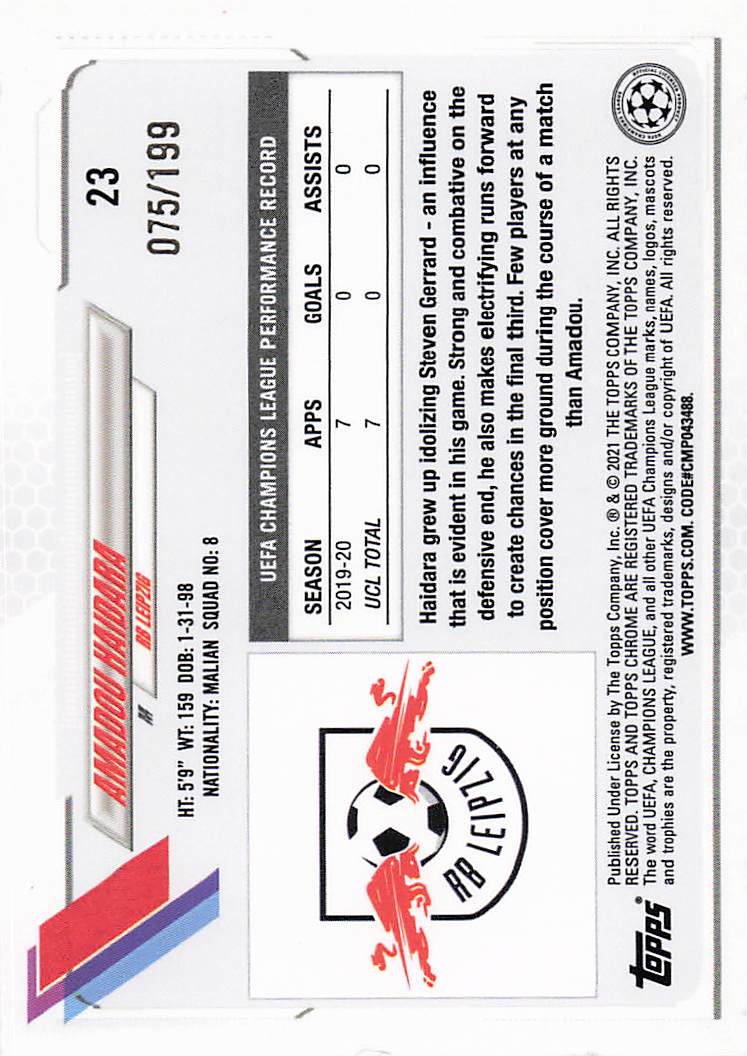 23
075/199
AMADOU HAIDARA
RB LEIPZIG
M
HT: 5'9" WT: 159 DOB: 1-31-98
NATIONALITY: MALIAN SQUAD NO: 8
UEFA CHAMPIONS LEAGUE PERFORMANCE RECORD
SEASON APPS GOALS ASSISTS
2019-20 7 0 0
UCL TOTAL 7 0 0
Haidara grew up idolizing Steven Gerrard - an influence
that is evident in his game. Strong and combative on the
defensive end, he also makes electrifying runs forward
to create chances in the final third. Few players at any
position cover more ground during the course of a match
than Amadou.
RB LEIPZIG
Published Under License by The Topps Company, Inc. ® & © 2021 THE TOPPS COMPANY, INC. ALL RIGHTS
RESERVED. TOPPS AND TOPPS CHROME ARE REGISTERED TRADEMARKS OF THE TOPPS COMPANY, INC.
The word UEFA, CHAMPIONS LEAGUE, and all other UEFA Champions League marks, names, logos, mascots
and trophies are the property, registered trademarks, designs and/or copyright of UEFA. All rights reserved.
WWW.TOPPS.COM. CODE#CMP043488.
topps®
OFFICIAL LICENSED PRODUCT
UEFA CHAMPIONS LEAGUE